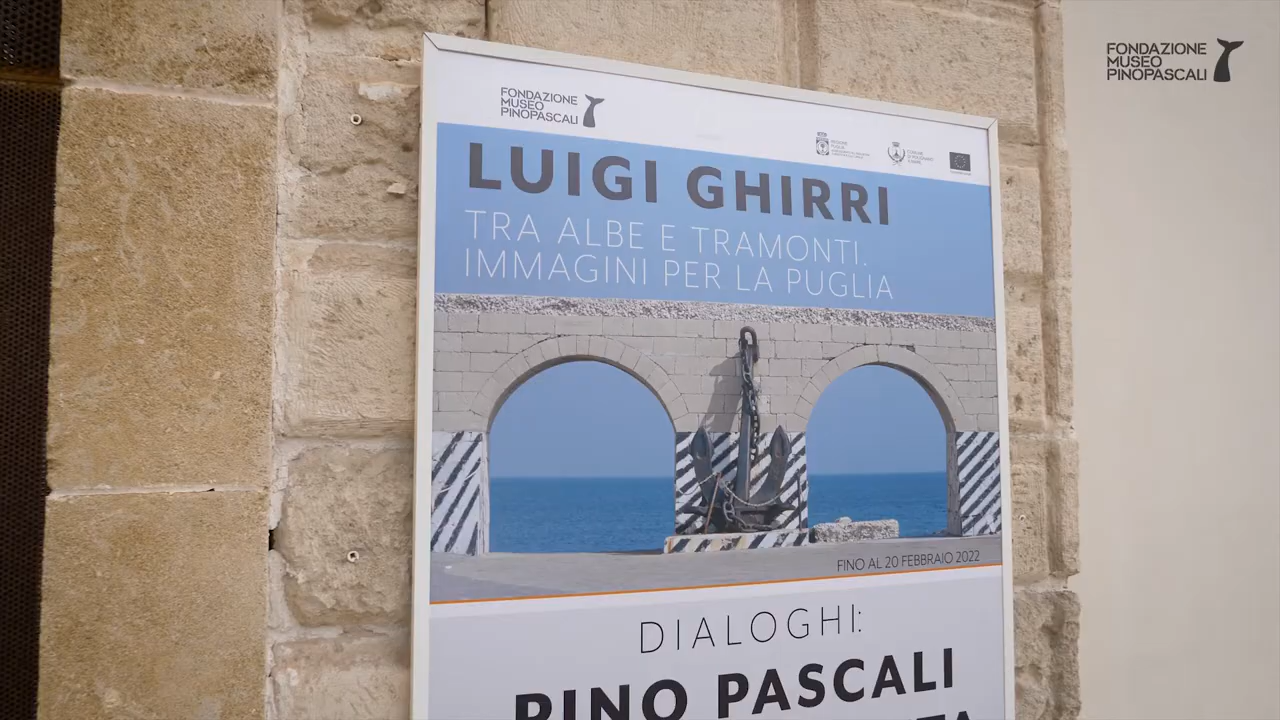 FONDAZIONE
MUSEO
PINOPASCALI
FONDAZIONE
MUSEO
PINOPASCALI
LUIGI GHIRRI
TRA ALBE E TRAMONTI.
IMMAGINI PER LA PUGLIA
FINO AL 20 FEBBRAIO 2022
DIALOGHI:
PINO PASCALI